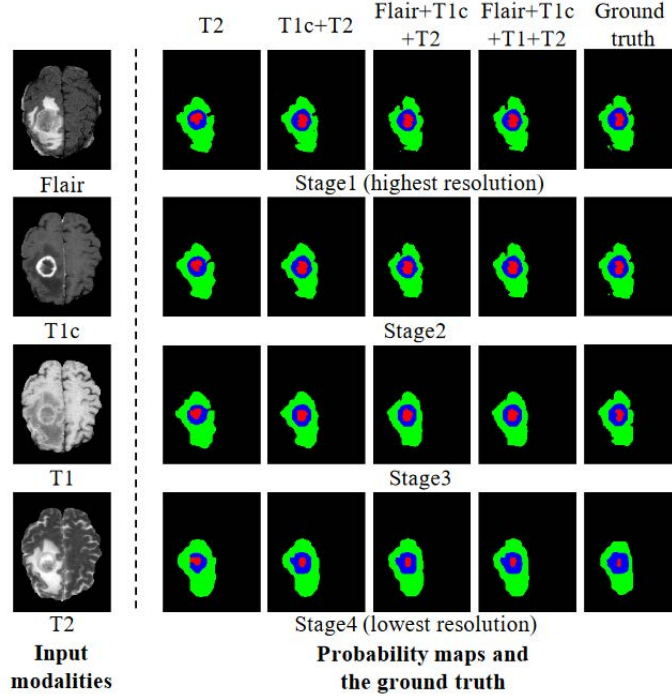 T2
T1c+T2
Flair+T1c
+T2
Flair+T1c
+T1+T2
Ground
truth
Flair
Stage1 (highest resolution)
T1c
Stage2
T1
Stage3
T2
Stage4 (lowest resolution)
Input
modalities
Probability maps and
the ground truth